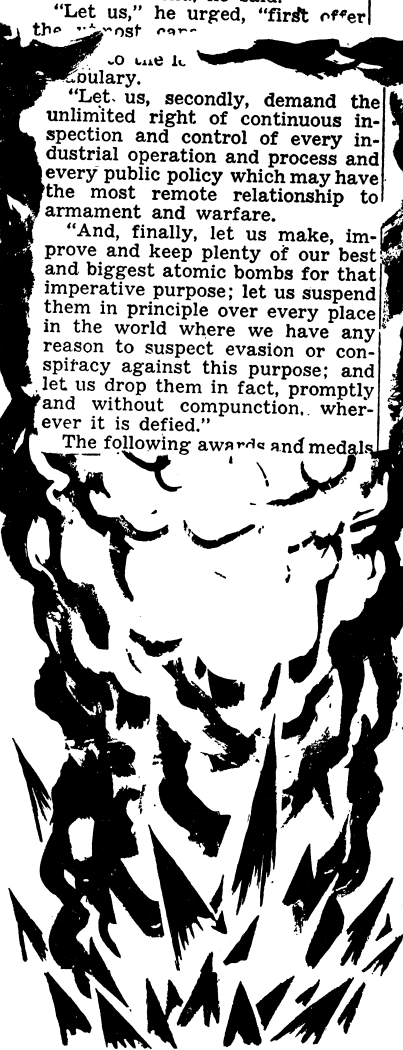 "Let us," he urged, "first offer
the utmost
to the
bulary.
"Let us, secondly, demand the
unlimited right of continuous in-
spection and control of every in-
dustrial operation and process and
every public policy which may have
the most remote relationship to
armament and warfare.
"And, finally, let us make, im-
prove and keep plenty of our best
and biggest atomic bombs for that
imperative purpose; let us suspend
them in principle over every place
in the world where we have any
reason to suspect evasion or con-
spiracy against this purpose; and
let us drop them in fact, promptly
and without compunction, wher-
ever it is defied."
The following awards and medals